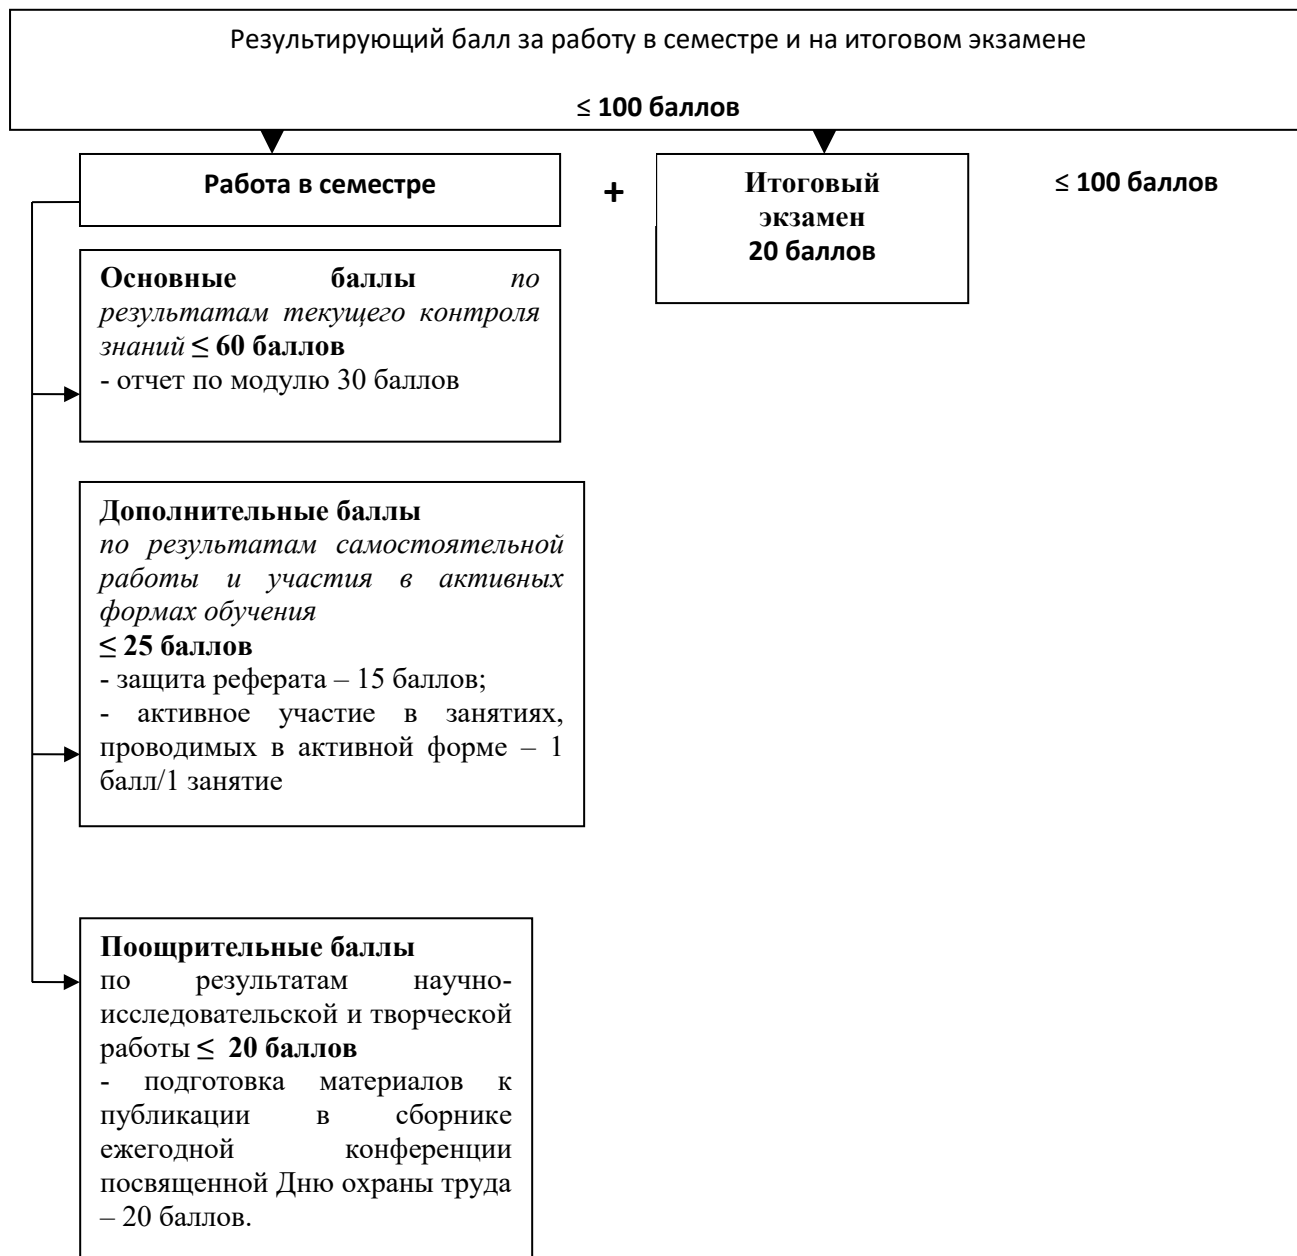 Результирующий балл за работу в семестре и на итоговом экзамене
≤ 100 баллов
Работа в семестре
+
Итоговый
экзамен
20 баллов
≤ 100 баллов
Основные баллы по
результатам текущего контроля
знаний ≤ 60 баллов
- отчет по модулю 30 баллов
Дополнительные баллы
по результатам самостоятельной
работы и участия в активных
формах обучения
≤ 25 баллов
- защита реферата – 15 баллов;
- активное участие в занятиях,
проводимых в активной форме – 1
балл/1 занятие
Поощрительные баллы
по результатам научно-
исследовательской и творческой
работы ≤ 20 баллов
- подготовка материалов к
публикации в сборнике
ежегодной конференции
посвященной Дню охраны труда
– 20 баллов.